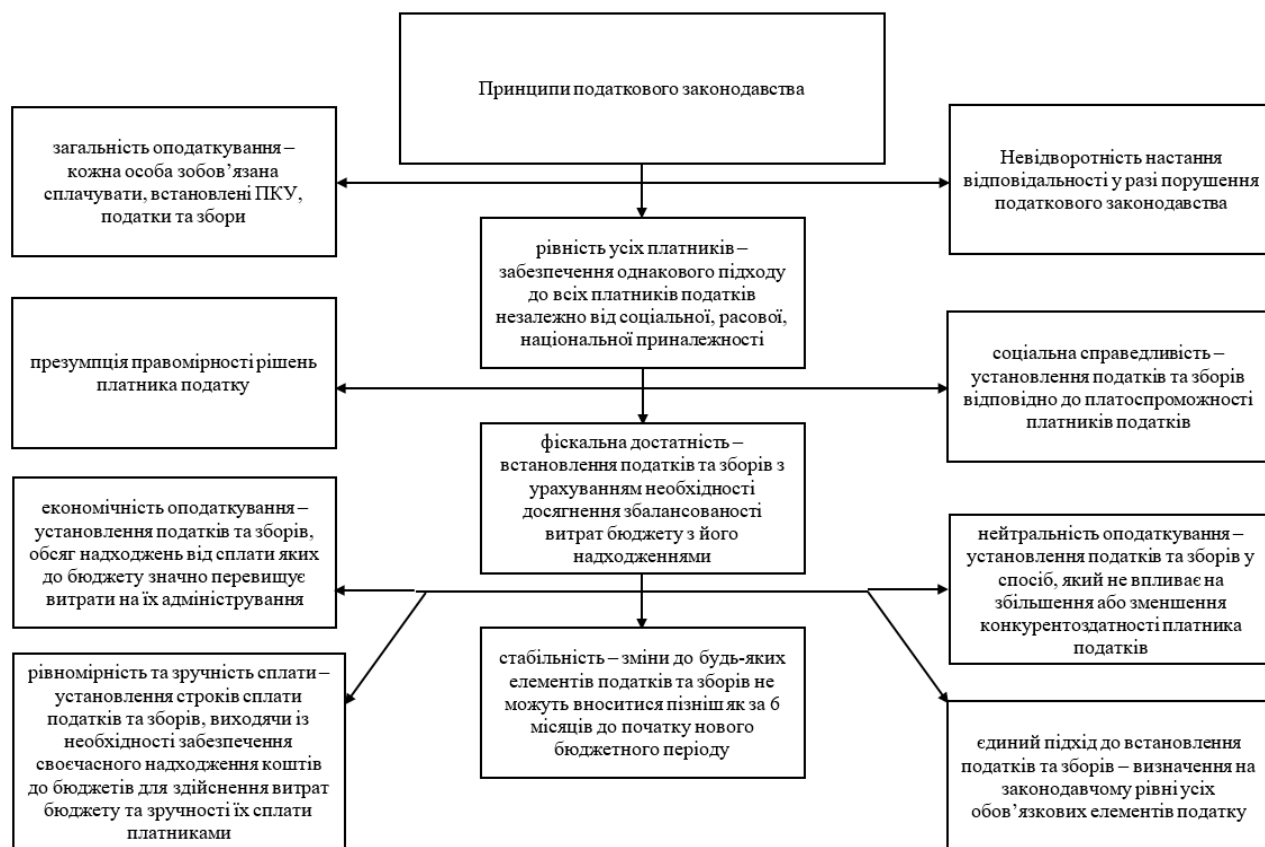 Принципи податкового законодавства
загальність оподаткування –
кожна особа зобов’язана
сплачувати, встановлені ПКУ,
податки та збори
Невідворотність настання
відповідальності у разі порушення
податкового законодавства
рівність усіх платників –
забезпечення однакового підходу
до всіх платників податків
незалежно від соціальної, расової,
національної приналежності
презумпція правомірності рішень
платника податку
соціальна справедливість –
установлення податків та зборів
відповідно до платоспроможності
платників податків
фіскальна достатність –
встановлення податків та зборів з
урахуванням необхідності
досягнення збалансованості
витрат бюджету з його
надходженнями
економічність оподаткування –
установлення податків та зборів,
обсяг надходжень від сплати яких
до бюджету значно перевищує
витрати на їх адміністрування
нейтральність оподаткування –
установлення податків та зборів у
спосіб, який не впливає на
збільшення або зменшення
конкурентоздатності платника
податків
рівномірність та зручність сплати –
установлення строків сплати
податків та зборів, виходячи із
необхідності забезпечення
своєчасного надходження коштів
до бюджетів для здійснення витрат
бюджету та зручності їх сплати
платниками
стабільність – зміни до будь-яких
елементів податків та зборів не
можуть вноситися пізніш як за 6
місяців до початку нового
бюджетного періоду
єдиний підхід до встановлення
податків та зборів – визначення на
законодавчому рівні усіх
обов’язкових елементів податку